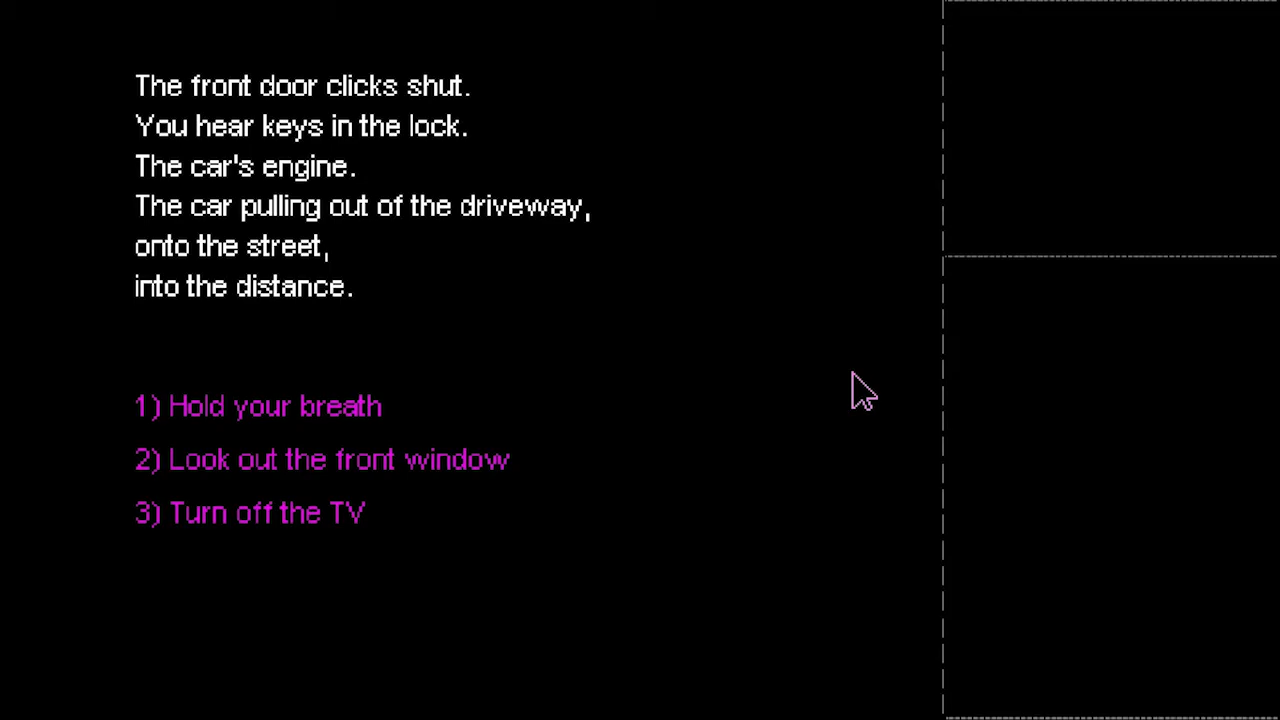 The front door clicks shut.
You hear keys in the lock.
The car's engine.
The car pulling out of the driveway,
onto the street,
into the distance.
1) Hold your breath
2) Look out the front window
3) Turn off the TV